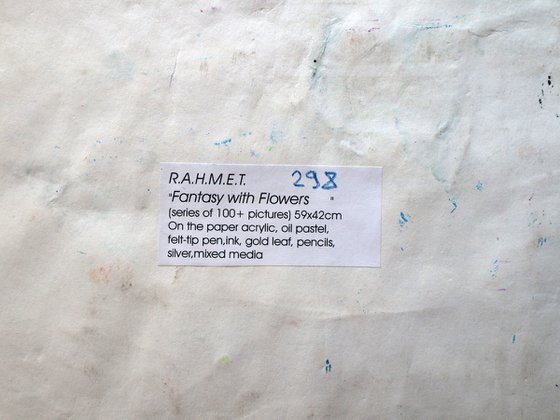 R.A.H.M.E.T. 298
"Fantasy with Flowers "
(series of 100+ pictures) 59x42cm
On the paper acrylic, oil pastel,
felt-tip pen,ink, gold leaf, pencils,
silver,mixed media